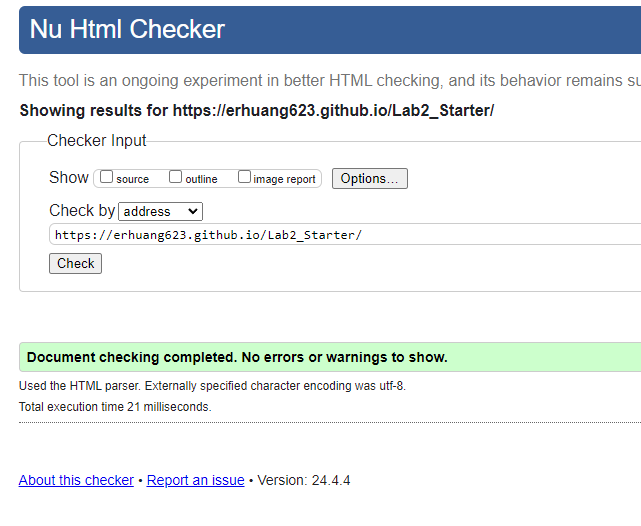 Nu Html Checker
This tool is an ongoing experiment in better HTML checking, and its behavior remains su
Showing results for https://erhuang623.github.io/Lab2_Starter/
Checker Input
Show source outline image report Options...
Check by address
https://erhuang623.github.io/Lab2_Starter/
Check
Document checking completed. No errors or warnings to show.
Used the HTML parser. Externally specified character encoding was utf-8.
Total execution time 21 milliseconds.
About this checker • Report an issue • Version: 24.4.4